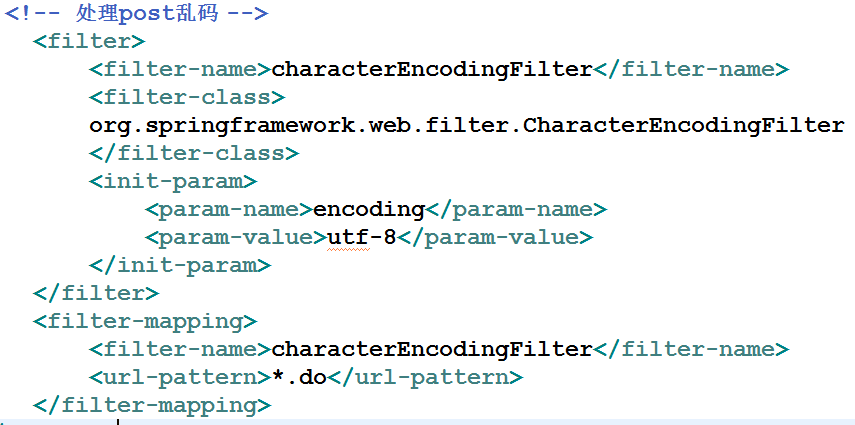 <!-- 处理post乱码 -->
<filter>
<filter-name>characterEncodingFilter</filter-name>
<filter-class>
org.springframework.web.filter.CharacterEncodingFilter
</filter-class>
<init-param>
<param-name>encoding</param-name>
<param-value>utf-8</param-value>
</init-param>
</filter>
<filter-mapping>
<filter-name>characterEncodingFilter</filter-name>
<url-pattern>*.do</url-pattern>
</filter-mapping>